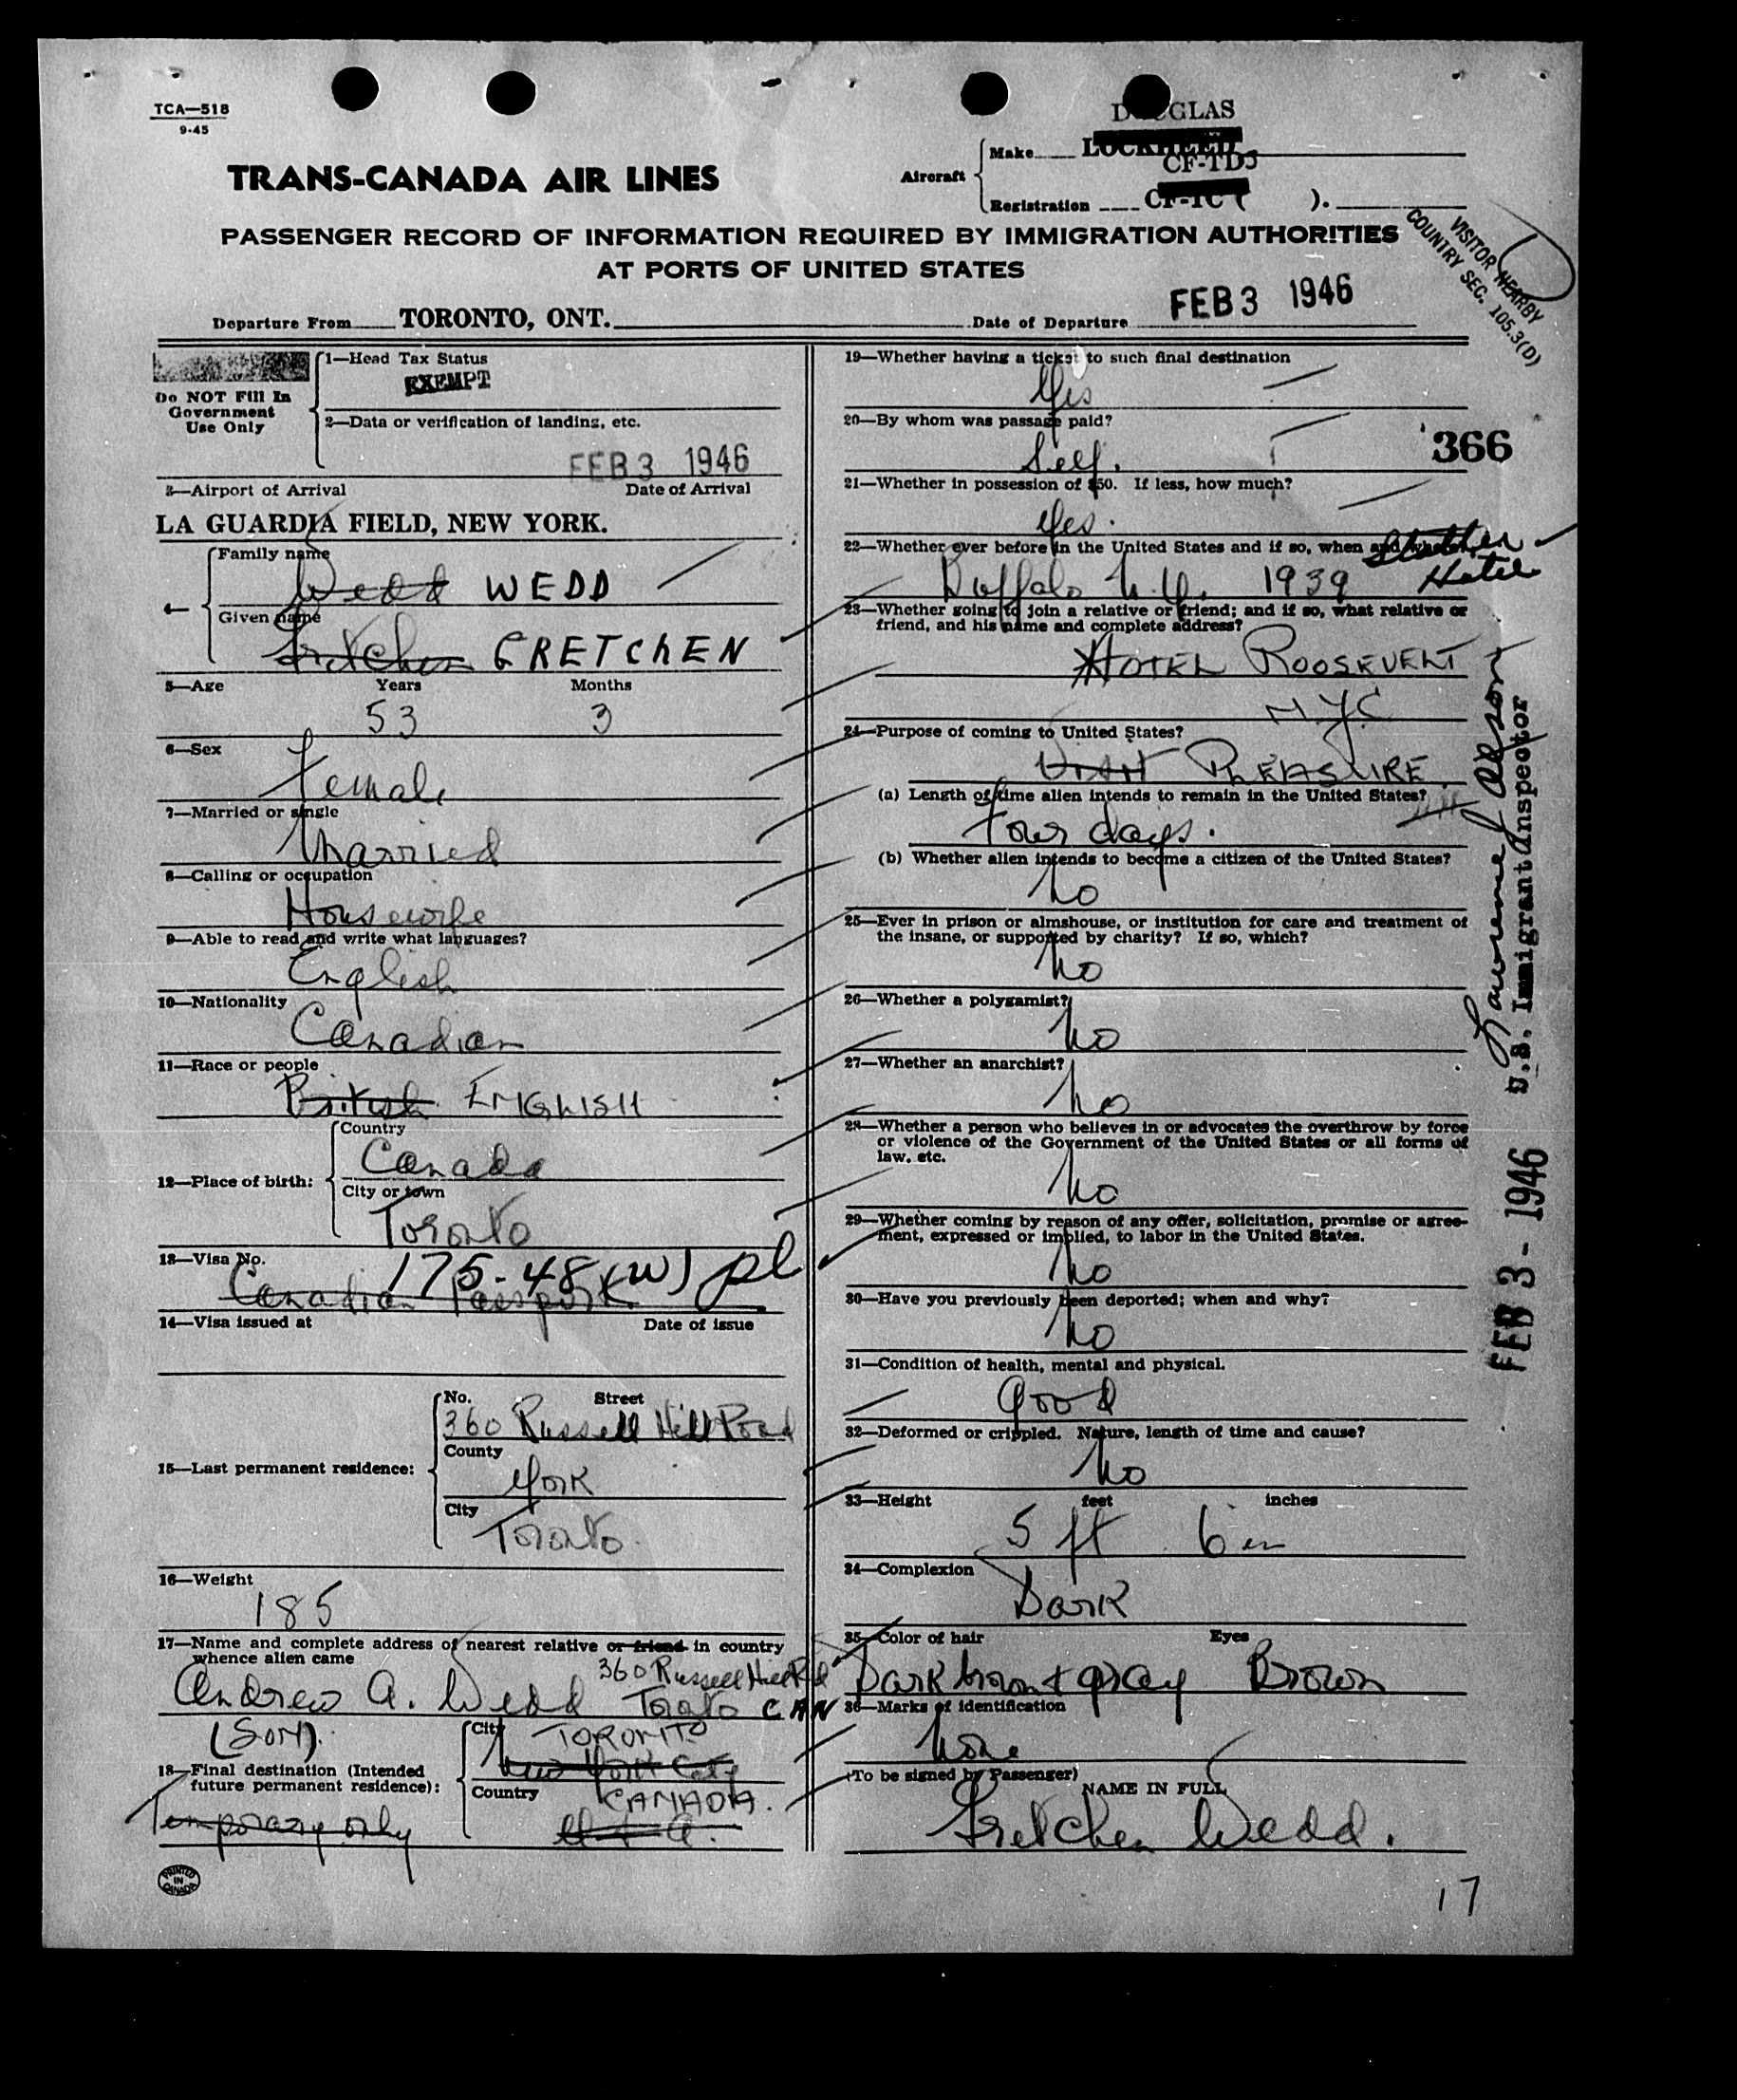 TCA—518
9-45
DOUGLAS
Make LOCKHEED
CF-TDJ
Aircraft
Registration CF-TC ( ).
TRANS-CANADA AIR LINES
PASSENGER RECORD OF INFORMATION REQUIRED BY IMMIGRATION AUTHORITIES
AT PORTS OF UNITED STATES
VISITOR NEARBY
COUNTRY SEC. 105.3(D)
Departure From TORONTO, ONT. Date of Departure FEB 3 1946
Do NOT Fill In
Government
Use Only
1—Head Tax Status
EXEMPT
2—Data or verification of landing, etc.
FEB 3 1946
3—Airport of Arrival Date of Arrival
LA GUARDIA FIELD, NEW YORK.
4—
Family name
Wedd WEDD
Given name
Gretchen GRETCHEN
5—Age Years Months
53 3
6—Sex
Female
7—Married or single
Married
8—Calling or occupation
Housewife
9—Able to read and write what languages?
English
10—Nationality
Canadian
11—Race or people
British ENGLISH
12—Place of birth:
Country
Canada
City or town
Toronto
13—Visa No.
175-48(W) pl
Canadian Passport
14—Visa issued at Date of issue
15—Last permanent residence:
No. Street
360 Russell Hill Road
County
York
City
Toronto
16—Weight
185
17—Name and complete address of nearest relative or friend in country
whence alien came
360 Russell Hill Rd
Andrew A. Wedd Toronto CAN
(SON).
18—Final destination (Intended
future permanent residence):
Temporary only
City TORONTO
New York City
Country CANADA.
U.S.A.
PRINTED
IN
CANADA
19—Whether having a ticket to such final destination
Yes
20—By whom was passage paid?
Self.
366
21—Whether in possession of $50. If less, how much?
Yes.
22—Whether ever before in the United States and if so, when and where?
Statler
Hotel
Buffalo N.Y. 1939
23—Whether going to join a relative or friend; and if so, what relative or
friend, and his name and complete address?
HOTEL ROOSEVELT
N.Y.C
24—Purpose of coming to United States?
Visit PLEASURE
(a) Length of time alien intends to remain in the United States?
Four days.
(b) Whether alien intends to become a citizen of the United States?
No
25—Ever in prison or almshouse, or institution for care and treatment of
the insane, or supported by charity? If so, which?
No
26—Whether a polygamist?
No
27—Whether an anarchist?
No
28—Whether a person who believes in or advocates the overthrow by force
or violence of the Government of the United States or all forms of
law, etc.
No
29—Whether coming by reason of any offer, solicitation, promise or agree-
ment, expressed or implied, to labor in the United States.
No
30—Have you previously been deported; when and why?
No
31—Condition of health, mental and physical.
Good
32—Deformed or crippled. Nature, length of time and cause?
No
33—Height feet inches
5 ft 6 in
34—Complexion
Dark
35—Color of hair Eyes
Dark brown & gray Brown
36—Marks of identification
None
(To be signed by Passenger)
NAME IN FULL
Gretchen Wedd.
Lawrence
U.S. Immigrant Inspector
FEB 3 - 1946
17